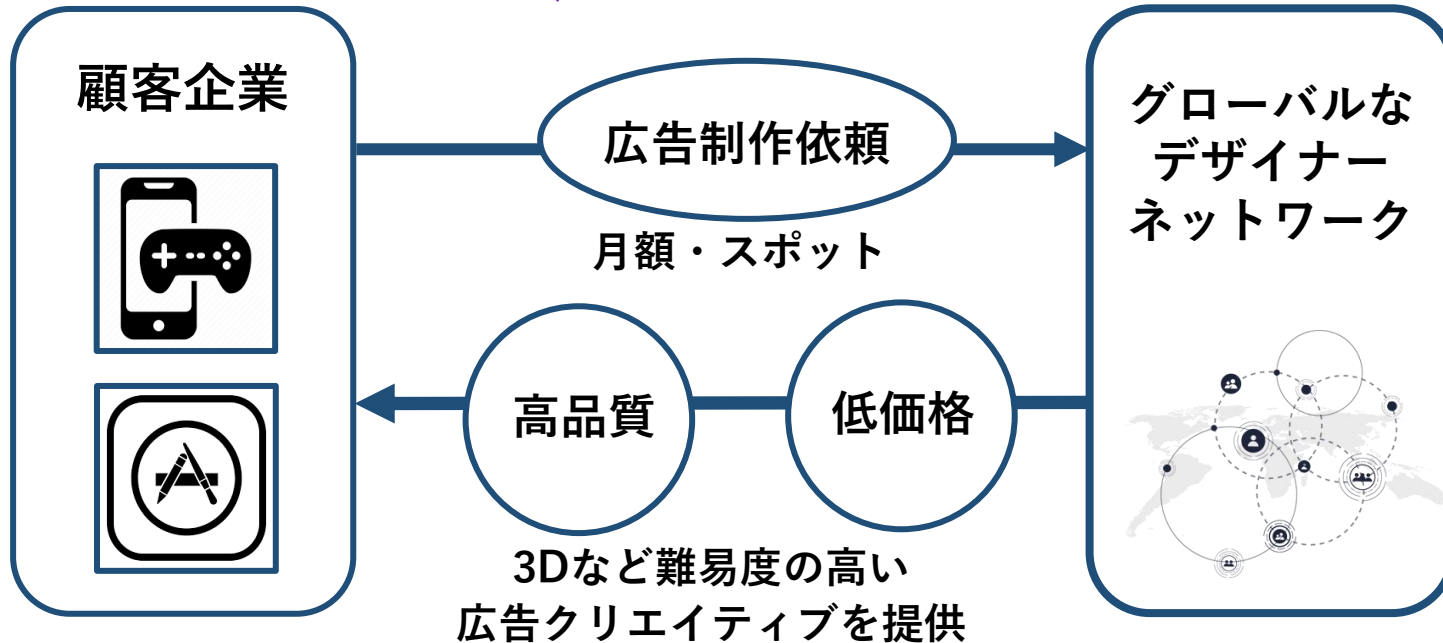 顧客企業
広告制作依頼
月額・スポット
グローバルな
デザイナー
ネットワーク
高品質
低価格
3Dなど難易度の高い
広告クリエイティブを提供